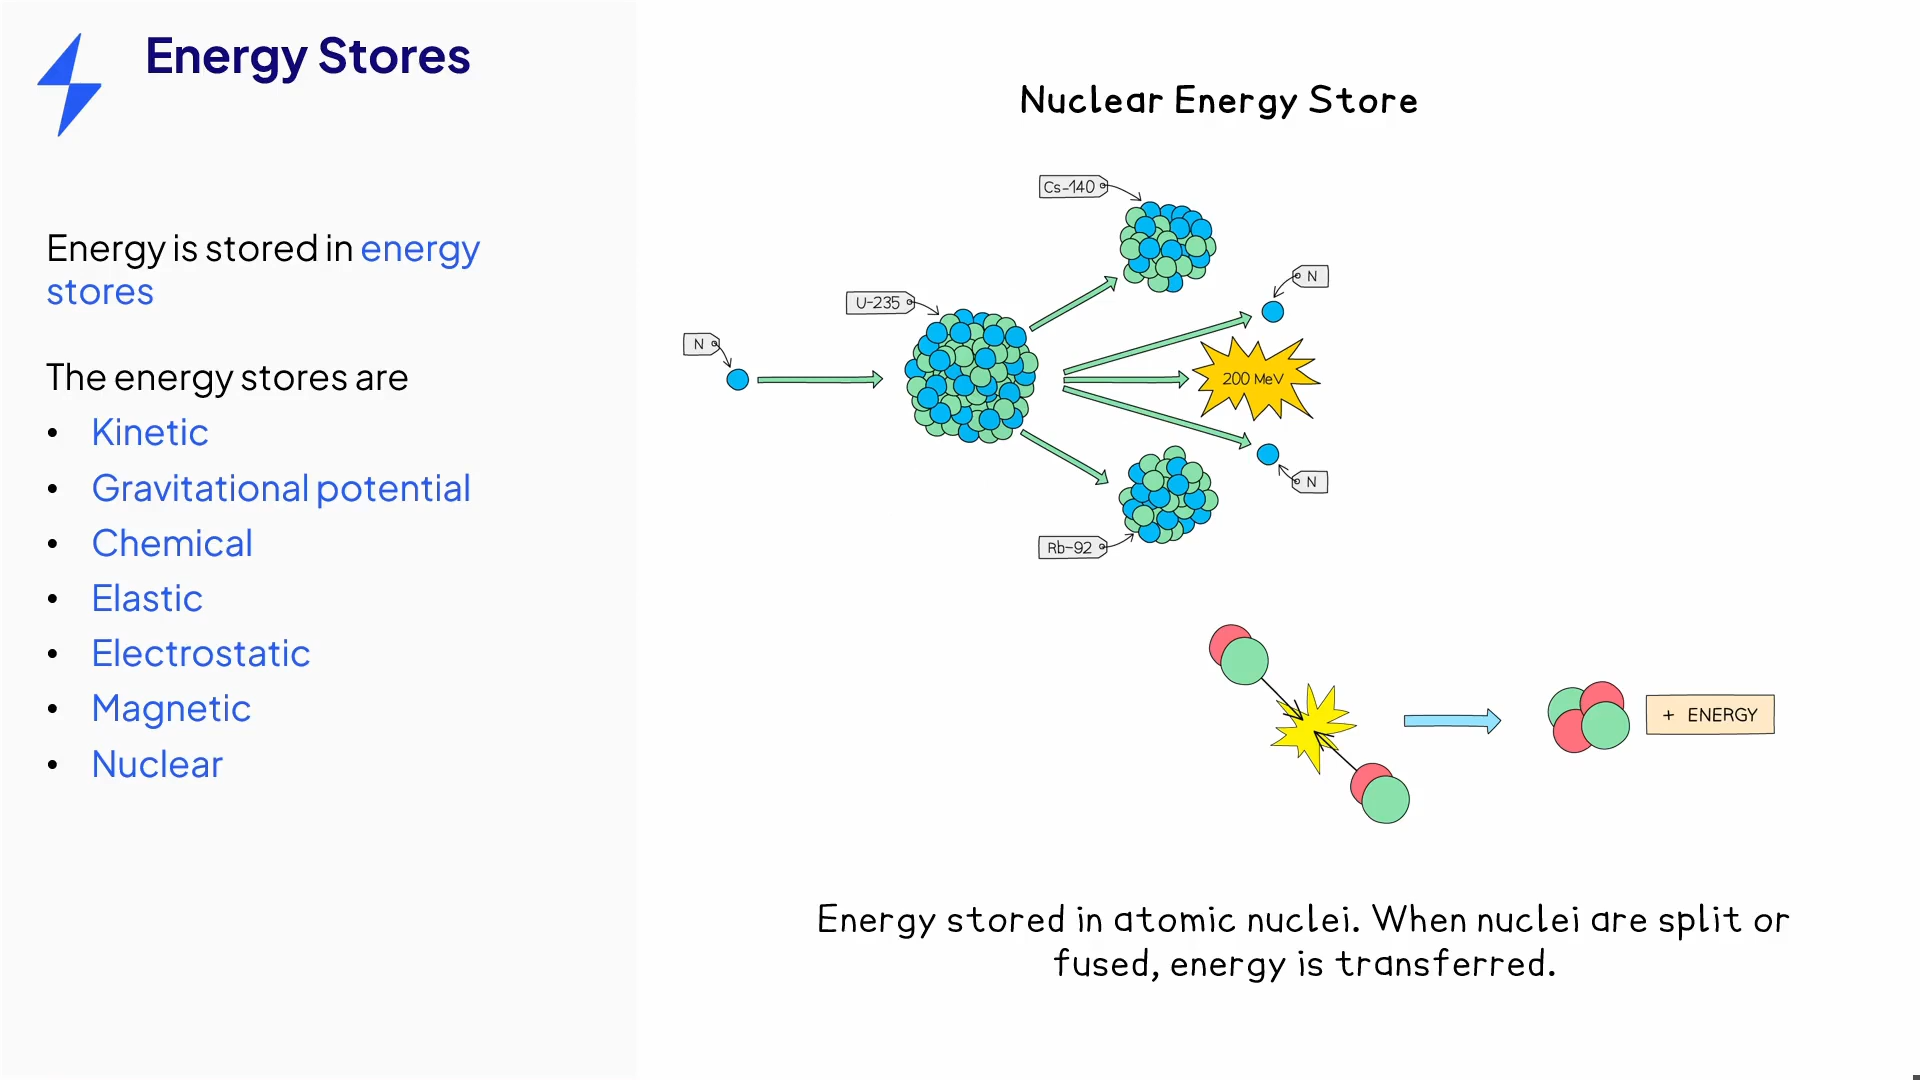 Energy Stores
Energy is stored in energy
stores
The energy stores are
• Kinetic
• Gravitational potential
• Chemical
• Elastic
• Electrostatic
• Magnetic
• Nuclear
Nuclear Energy Store
Cs-140
N
U-235
N
200 MeV
N
Rb-92
+ ENERGY
Energy stored in atomic nuclei. When nuclei are split or
fused, energy is transferred.